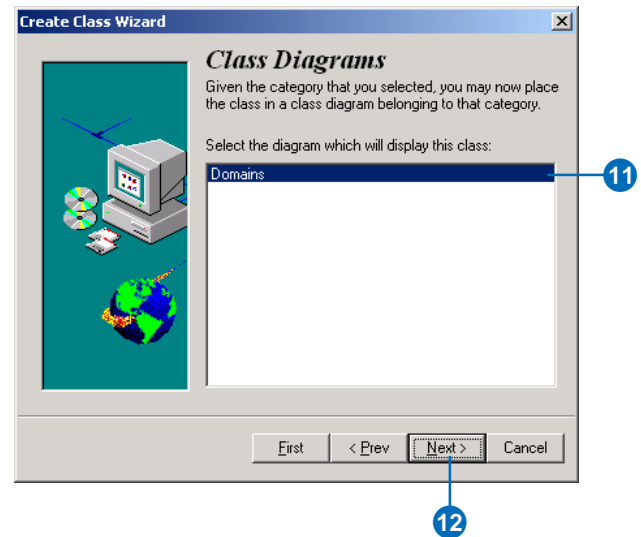 Create Class Wizard
Class Diagrams
Given the category that you selected, you may now place
the class in a class diagram belonging to that category.
Select the diagram which will display this class:
Domains
11
First
< Prev
Next >
Cancel
12